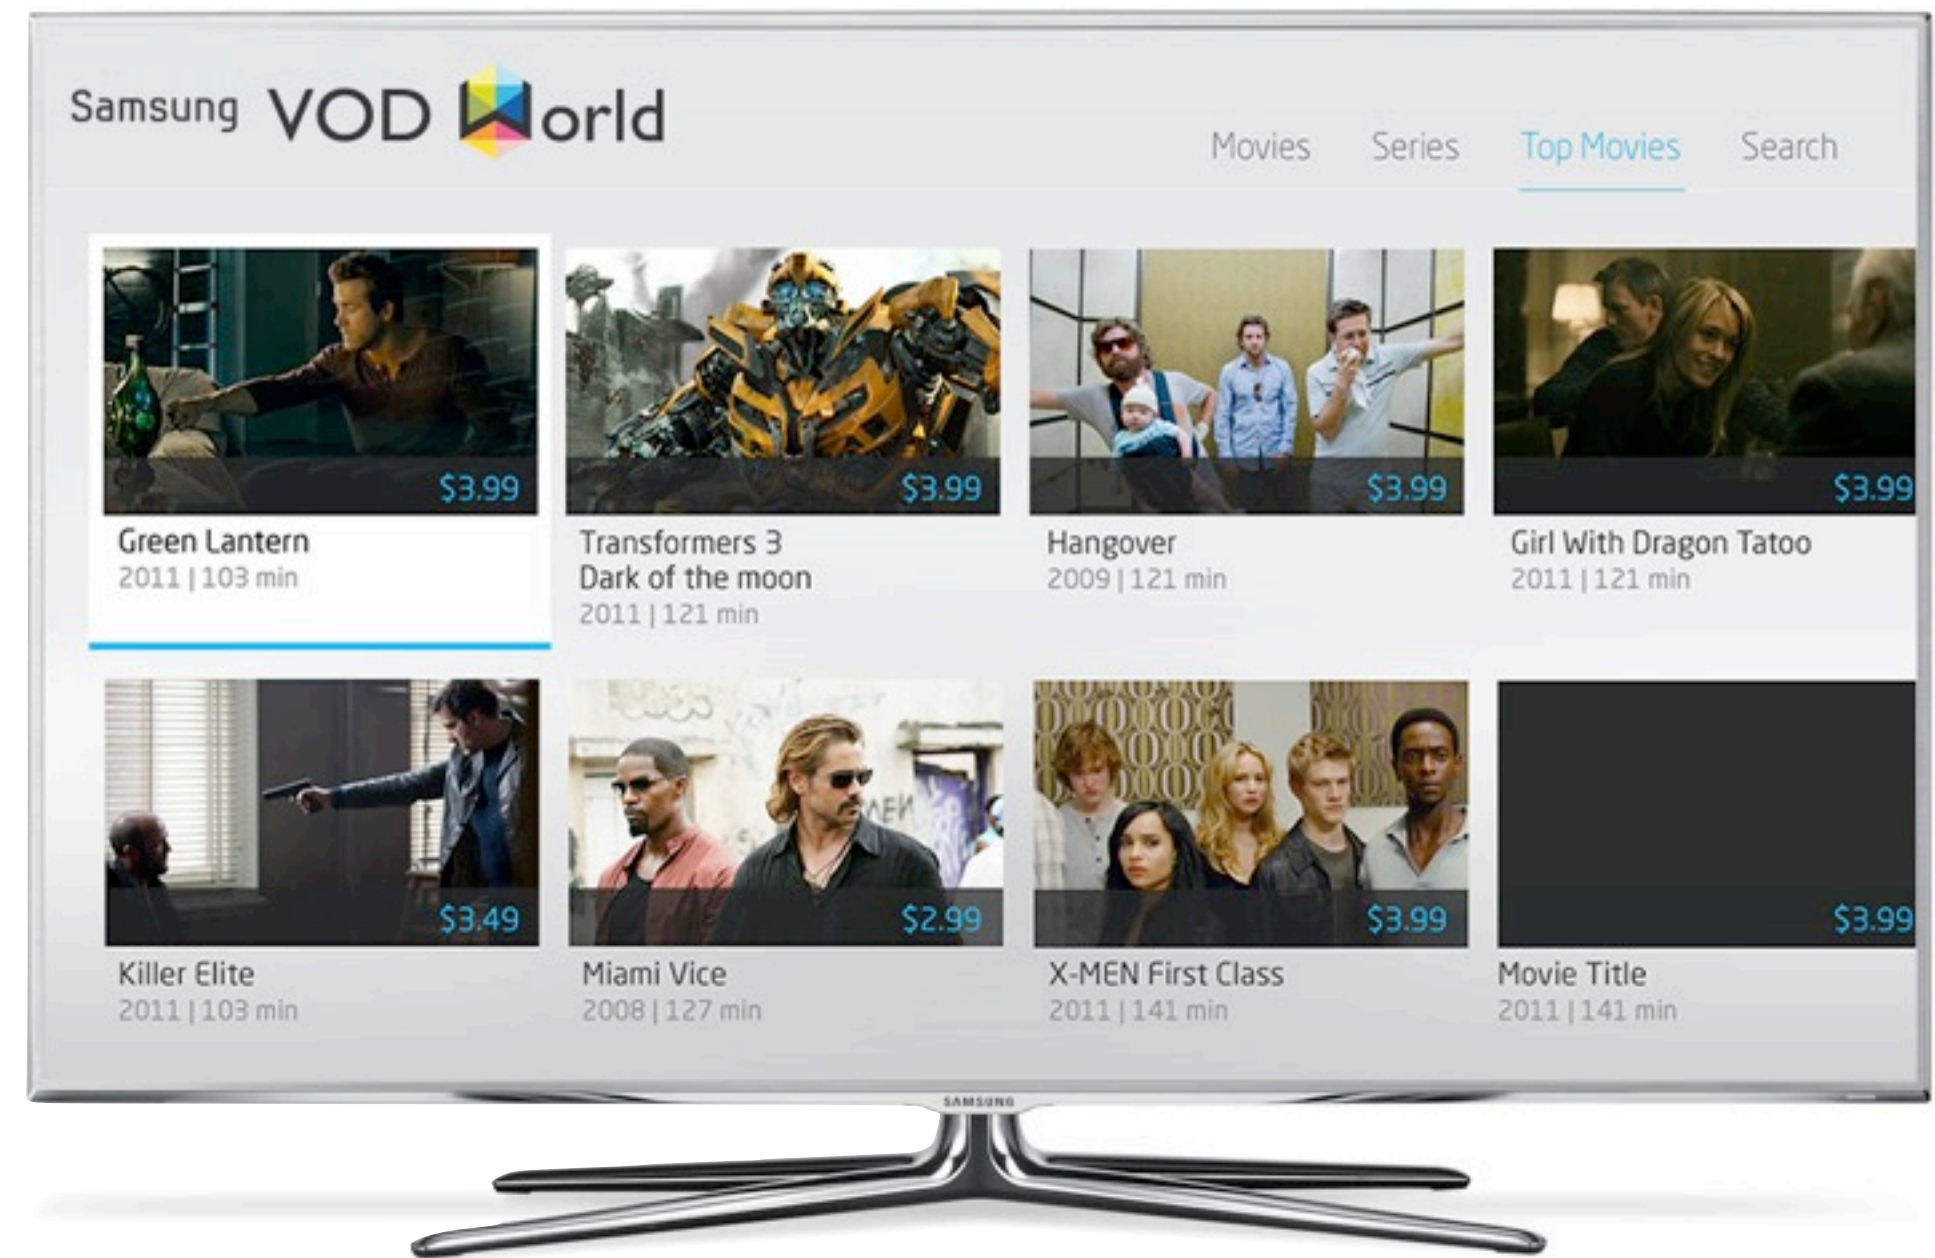 Samsung VOD World
Movies Series Top Movies Search
$3.99 $3.99 $3.99 $3.99
Green Lantern
2011 | 103 min
Transformers 3
Dark of the moon
2011 | 121 min
Hangover
2009 | 121 min
Girl With Dragon Tatoo
2011 | 121 min
$3.49 $2.99 $3.99 $3.99
Killer Elite
2011 | 103 min
Miami Vice
2008 | 127 min
X-MEN First Class
2011 | 141 min
Movie Title
2011 | 141 min
SAMSUNG